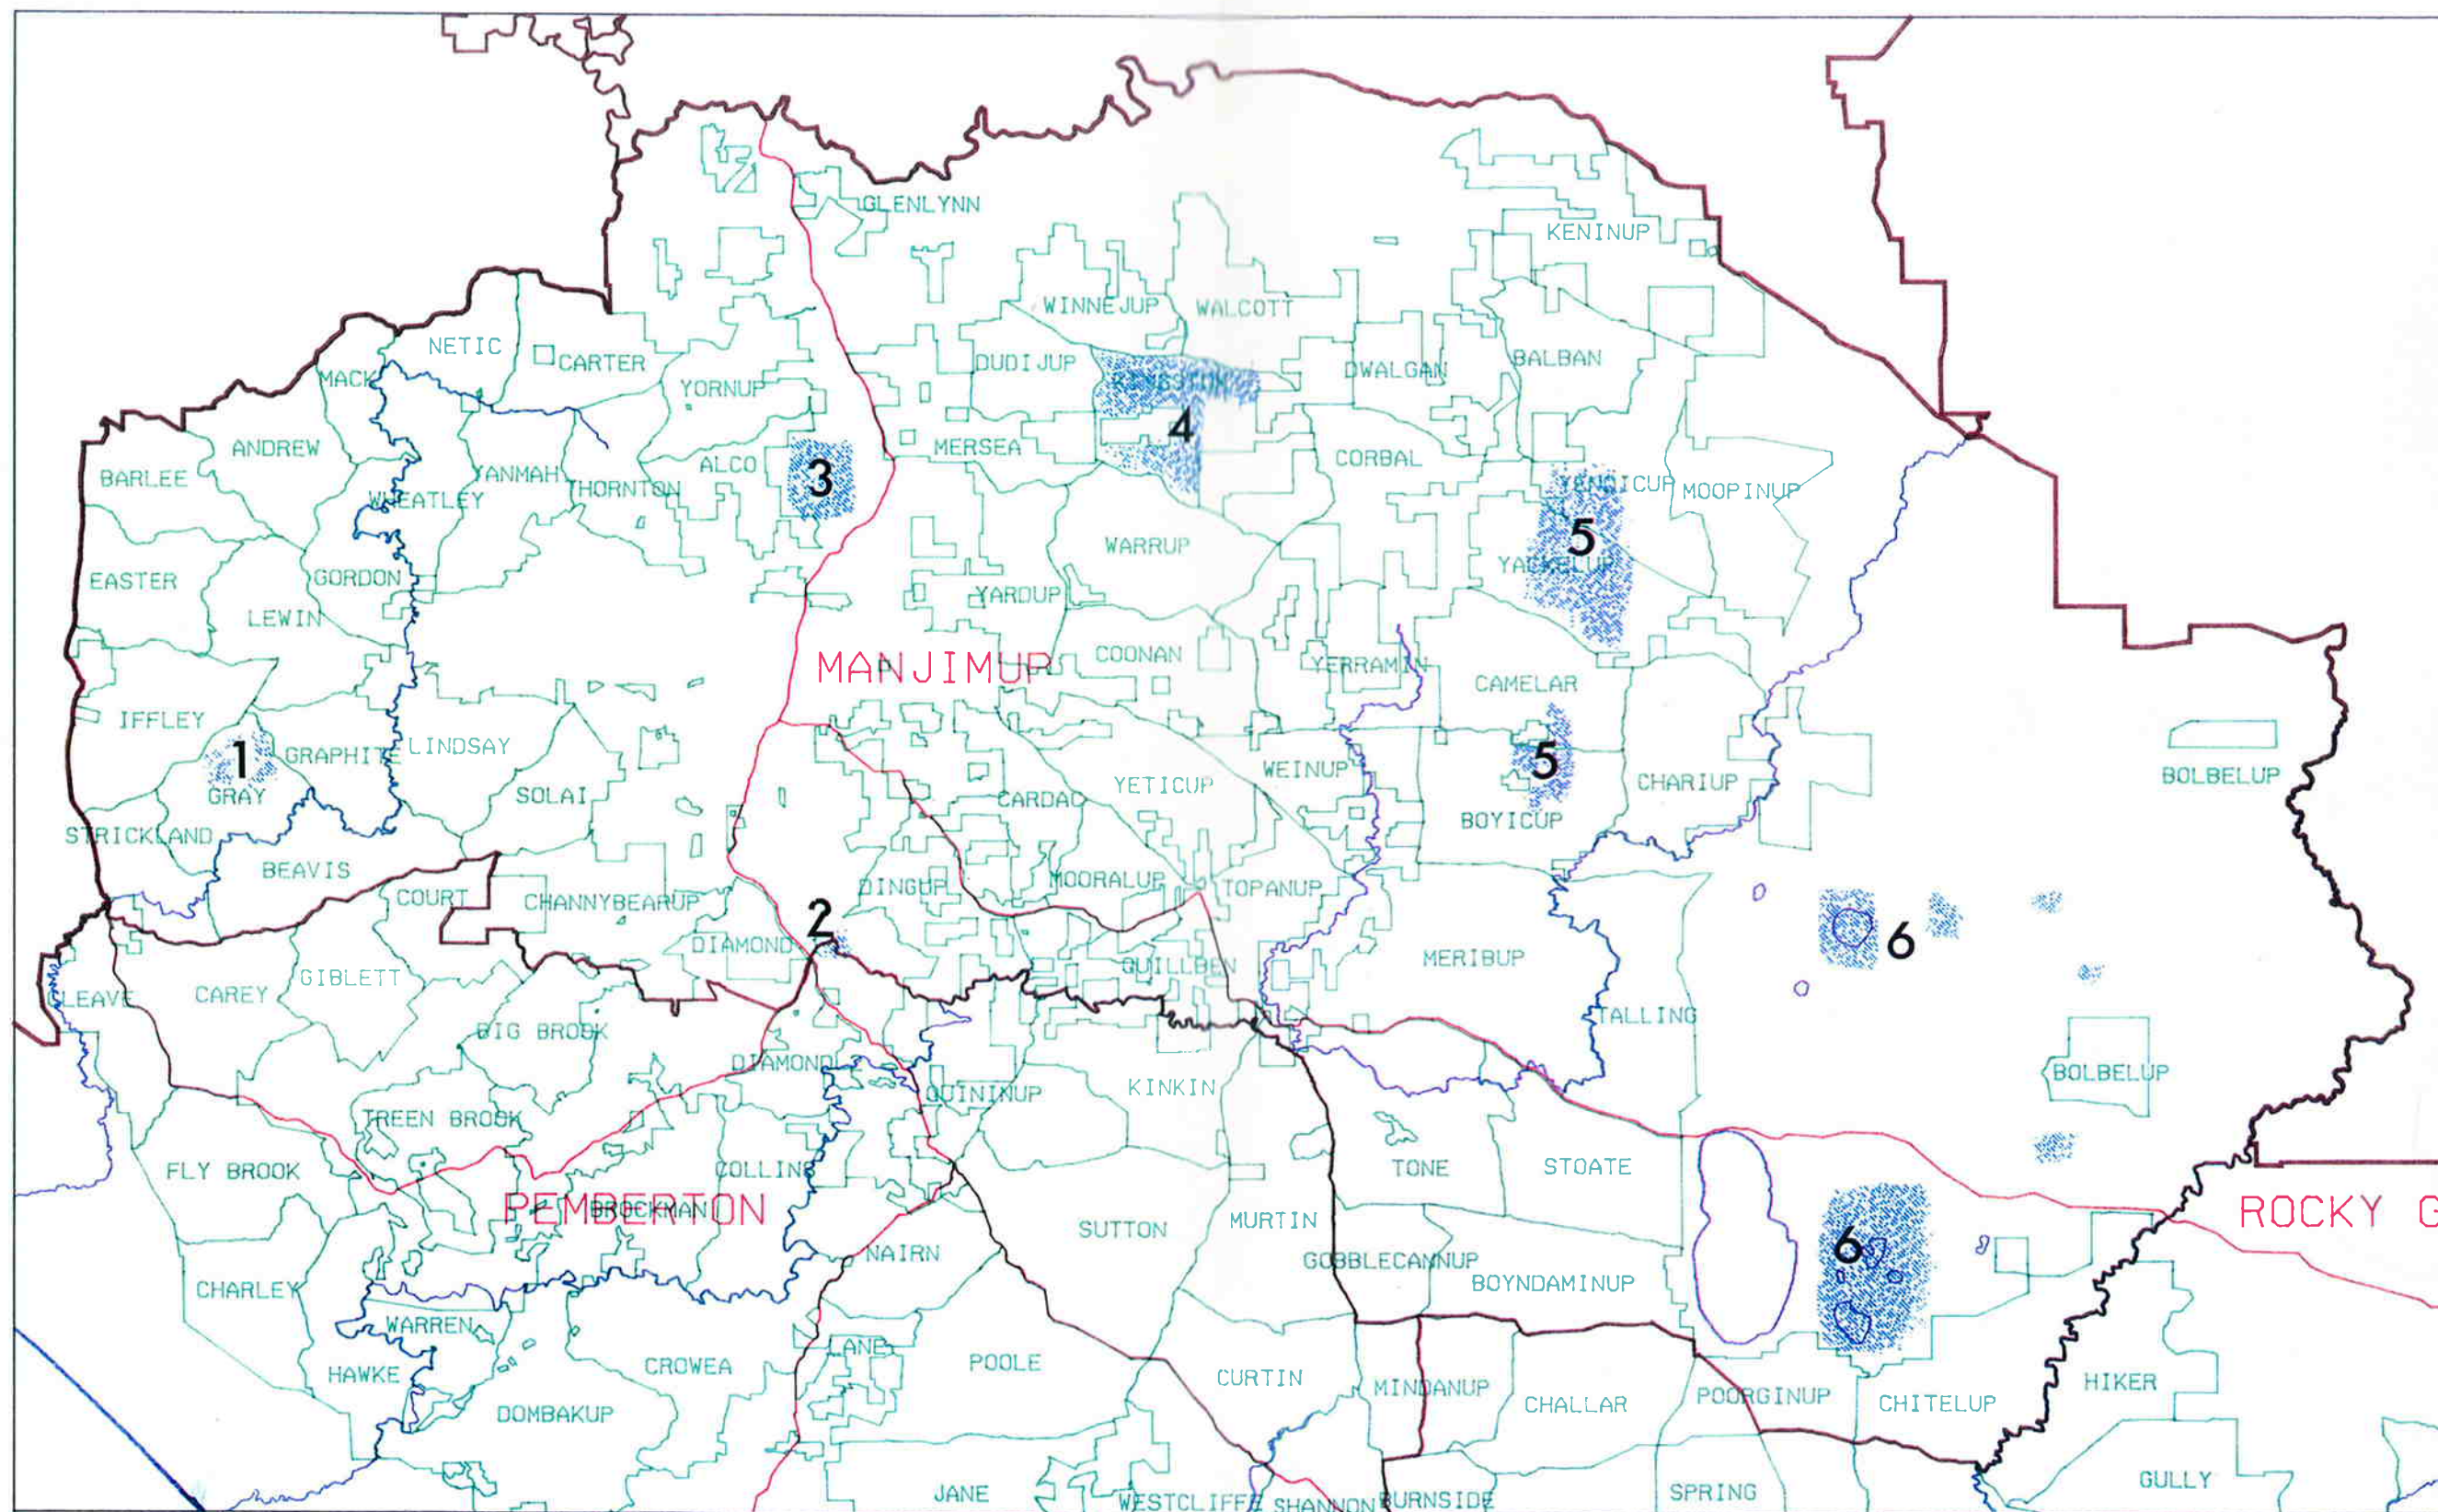 GLENLYNN
KENINUP
WINNEJUP
WALCOTT
NETIC
CARTER
DUDIJUP
BALBAN
DWALGAN
MACK
YORNUP
KINGSTON
4
ANDREW
MERSEA
ALCO
3
CORBAL
BARLEE
YANMAH
THORNTON
WHEATLEY
YENDICUP
MOOPINUP
5
WARRUP
YACKELUP
EASTER
GORDON
YARDUP
LEWIN
MANJIMUP
COONAN
YERRAMIN
CAMELAR
IFFLEY
1
GRAPHITE
LINDSAY
GRAY
SOLAI
CARDAC
YETICUP
WEINUP
5
CHARIUP
BOLBELUP
BOYICUP
STRICKLAND
BEAVIS
COURT
CHANNYBEARUP
DINGUP
MOORALUP
TOPANUP
2
DIAMOND
6
GIBLETT
QUILLBEN
MERIBUP
CLEAVE
CAREY
TALLING
BIG BROOK
DIAMOND
BOLBELUP
QUININUP
KINKIN
TREEN BROOK
FLY BROOK
COLLINS
TONE
STOATE
PEMBERTON
BROCKMAN
SUTTON
MURTIN
ROCKY G
NAIRN
GOBBLECANNUP
6
CHARLEY
BOYNDAMINUP
WARREN
LANE
HAWKE
CROWEA
POOLE
CURTIN
MINDANUP
CHALLAR
POORGINUP
CHITELUP
HIKER
DOMBAKUP
JANE
WESTCLIFFE
SHANNON
BURNSIDE
SPRING
GULLY